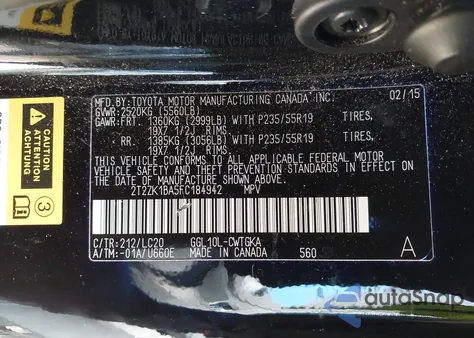 MFD. BY: TOYOTA MOTOR MANUFACTURING CANADA INC. 02/15
GVWR: 2520KG (5560LB)
GAWR: FRT. 1360KG (2999LB) WITH P235/55R19 TIRES,
19X7 1/2J RIMS,
RR. 1385KG (3056LB) WITH P235/55R19 TIRES,
19X7 1/2J RIMS.
THIS VEHICLE CONFORMS TO ALL APPLICABLE FEDERAL MOTOR
VEHICLE SAFETY AND THEFT PREVENTION STANDARDS IN EFFECT
ON THE DATE OF MANUFACTURE SHOWN ABOVE.
2T2ZK1BA5FC184942 MPV
C/TR: 212/LC20 GGL10L-CWTGKA
A/TM: -01A/U660E MADE IN CANADA 560 A
3
autoSnap